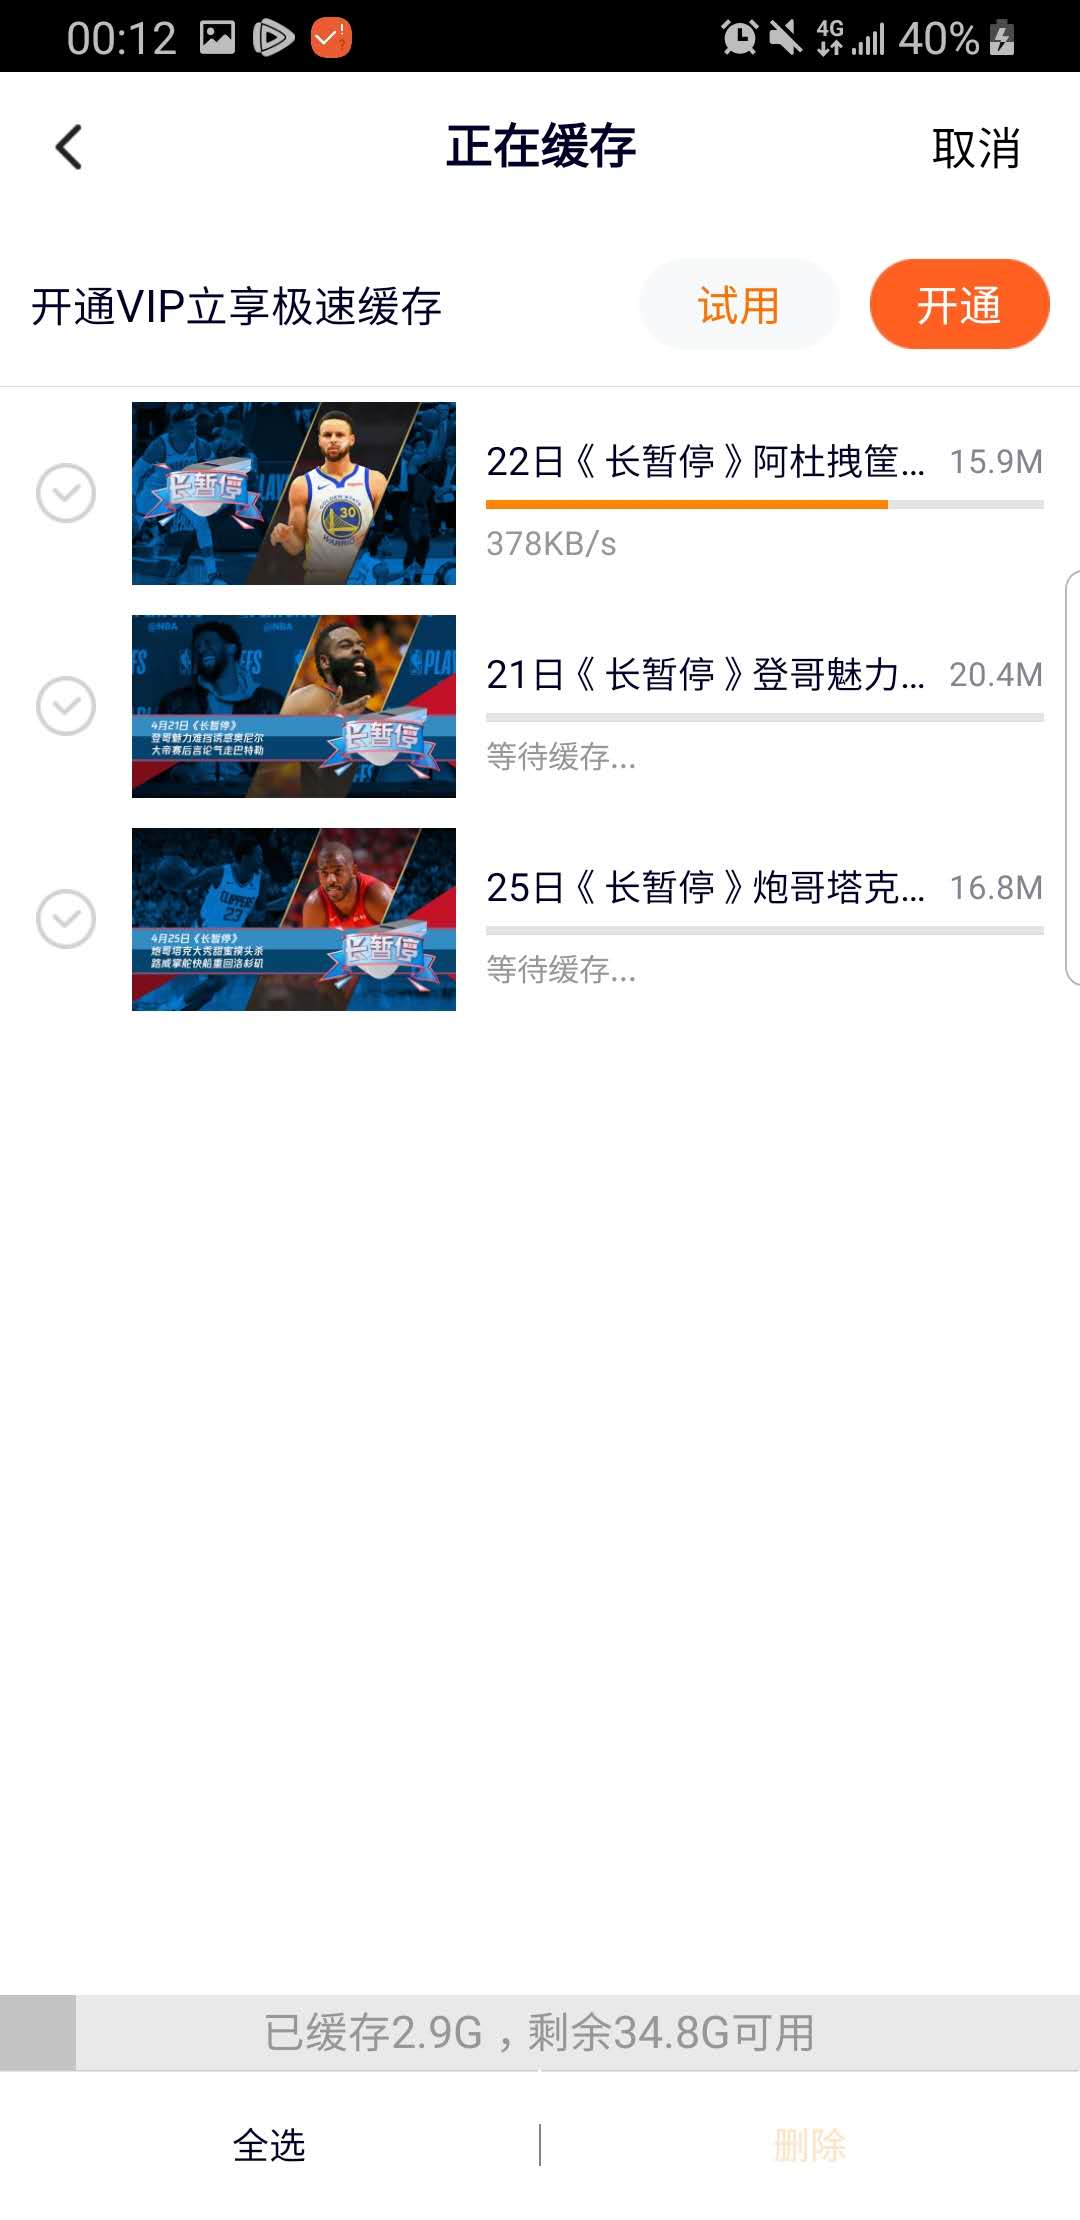 00:12
4G
40%
正在缓存
取消
开通VIP立享极速缓存
试用
开通
长暂停
30
22日《长暂停》阿杜拽筐...
15.9M
378KB/s
@NBA
@NBA
4月21日《长暂停》
登哥魅力难挡诱惑奥尼尔
大帝赛后言论气走巴特勒
长暂停
21日《长暂停》登哥魅力...
20.4M
等待缓存...
CLIPPERS
23
4月25日《长暂停》
炮哥塔克大秀甜蜜摸头杀
路威掌舵快船重回洛杉矶
长暂停
25日《长暂停》炮哥塔克...
16.8M
等待缓存...
已缓存2.9G，剩余34.8G可用
全选
删除